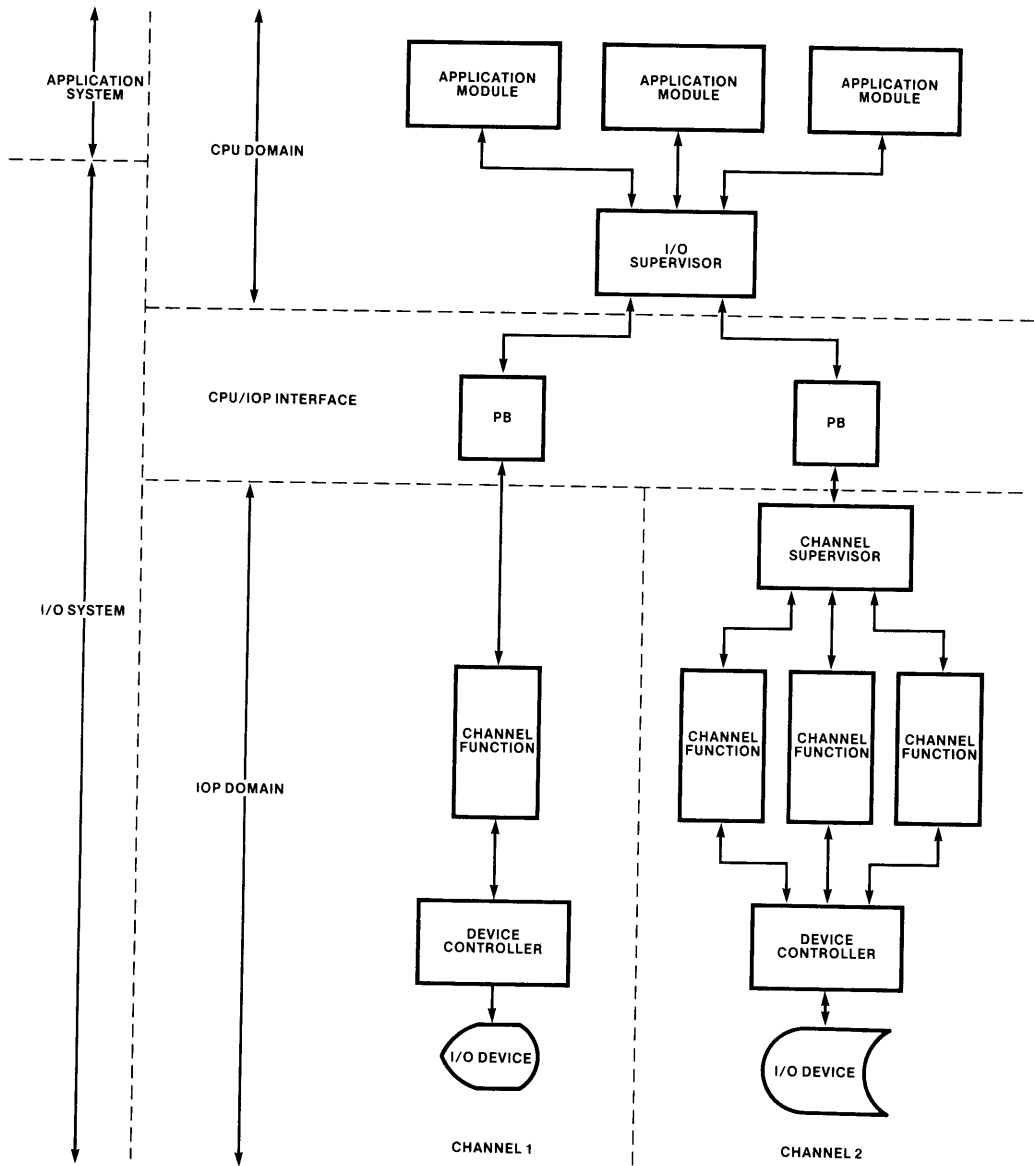 APPLICATION
SYSTEM
CPU DOMAIN
APPLICATION
MODULE
APPLICATION
MODULE
APPLICATION
MODULE
I/O
SUPERVISOR
CPU/IOP INTERFACE
PB
PB
I/O SYSTEM
IOP DOMAIN
CHANNEL
SUPERVISOR
CHANNEL
FUNCTION
CHANNEL
FUNCTION
CHANNEL
FUNCTION
CHANNEL
FUNCTION
DEVICE
CONTROLLER
DEVICE
CONTROLLER
I/O DEVICE
I/O DEVICE
CHANNEL 1
CHANNEL 2